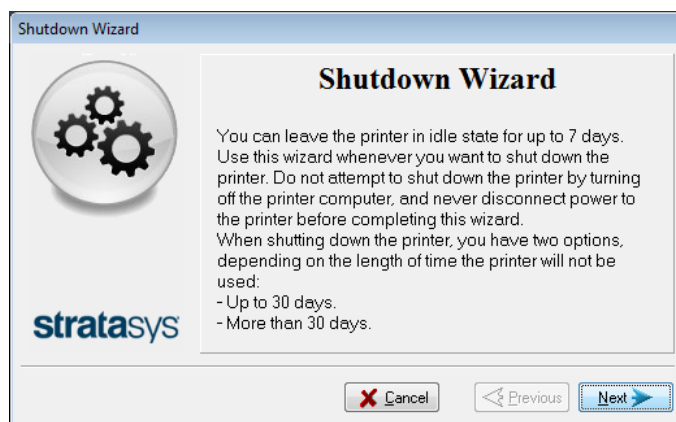 Shutdown Wizard
Shutdown Wizard
You can leave the printer in idle state for up to 7 days.
Use this wizard whenever you want to shut down the
printer. Do not attempt to shut down the printer by turning
off the printer computer, and never disconnect power to
the printer before completing this wizard.
When shutting down the printer, you have two options,
depending on the length of time the printer will not be
used:
- Up to 30 days.
- More than 30 days.
stratasys
Cancel
Previous
Next